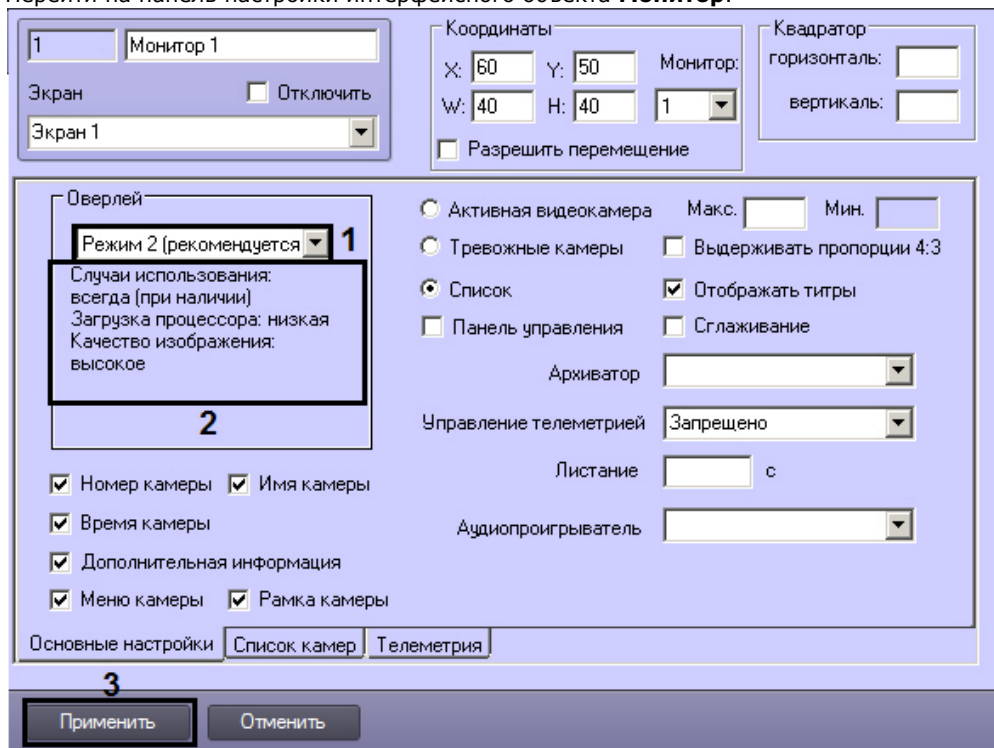 Перейти на панель настройки интерфейсного объекта Монитор.
1 Монитор 1
Экран Отключить
Экран 1
Координаты
X: 60 Y: 50 Монитор:
W: 40 H: 40 1
Разрешить перемещение
Квадратор
горизонталь:
вертикаль:
Оверлей
Режим 2 (рекомендуется 1
Случаи использования:
всегда (при наличии)
Загрузка процессора: низкая
Качество изображения:
высокое
2
Активная видеокамера Макс. Мин.
Тревожные камеры Выдерживать пропорции 4:3
Список Отображать титры
Панель управления Сглаживание
Архиватор
Управление телеметрией Запрещено
Листание с
Аудиопроигрыватель
Номер камеры Имя камеры
Время камеры
Дополнительная информация
Меню камеры Рамка камеры
Основные настройки Список камер Телеметрия
3
Применить Отменить